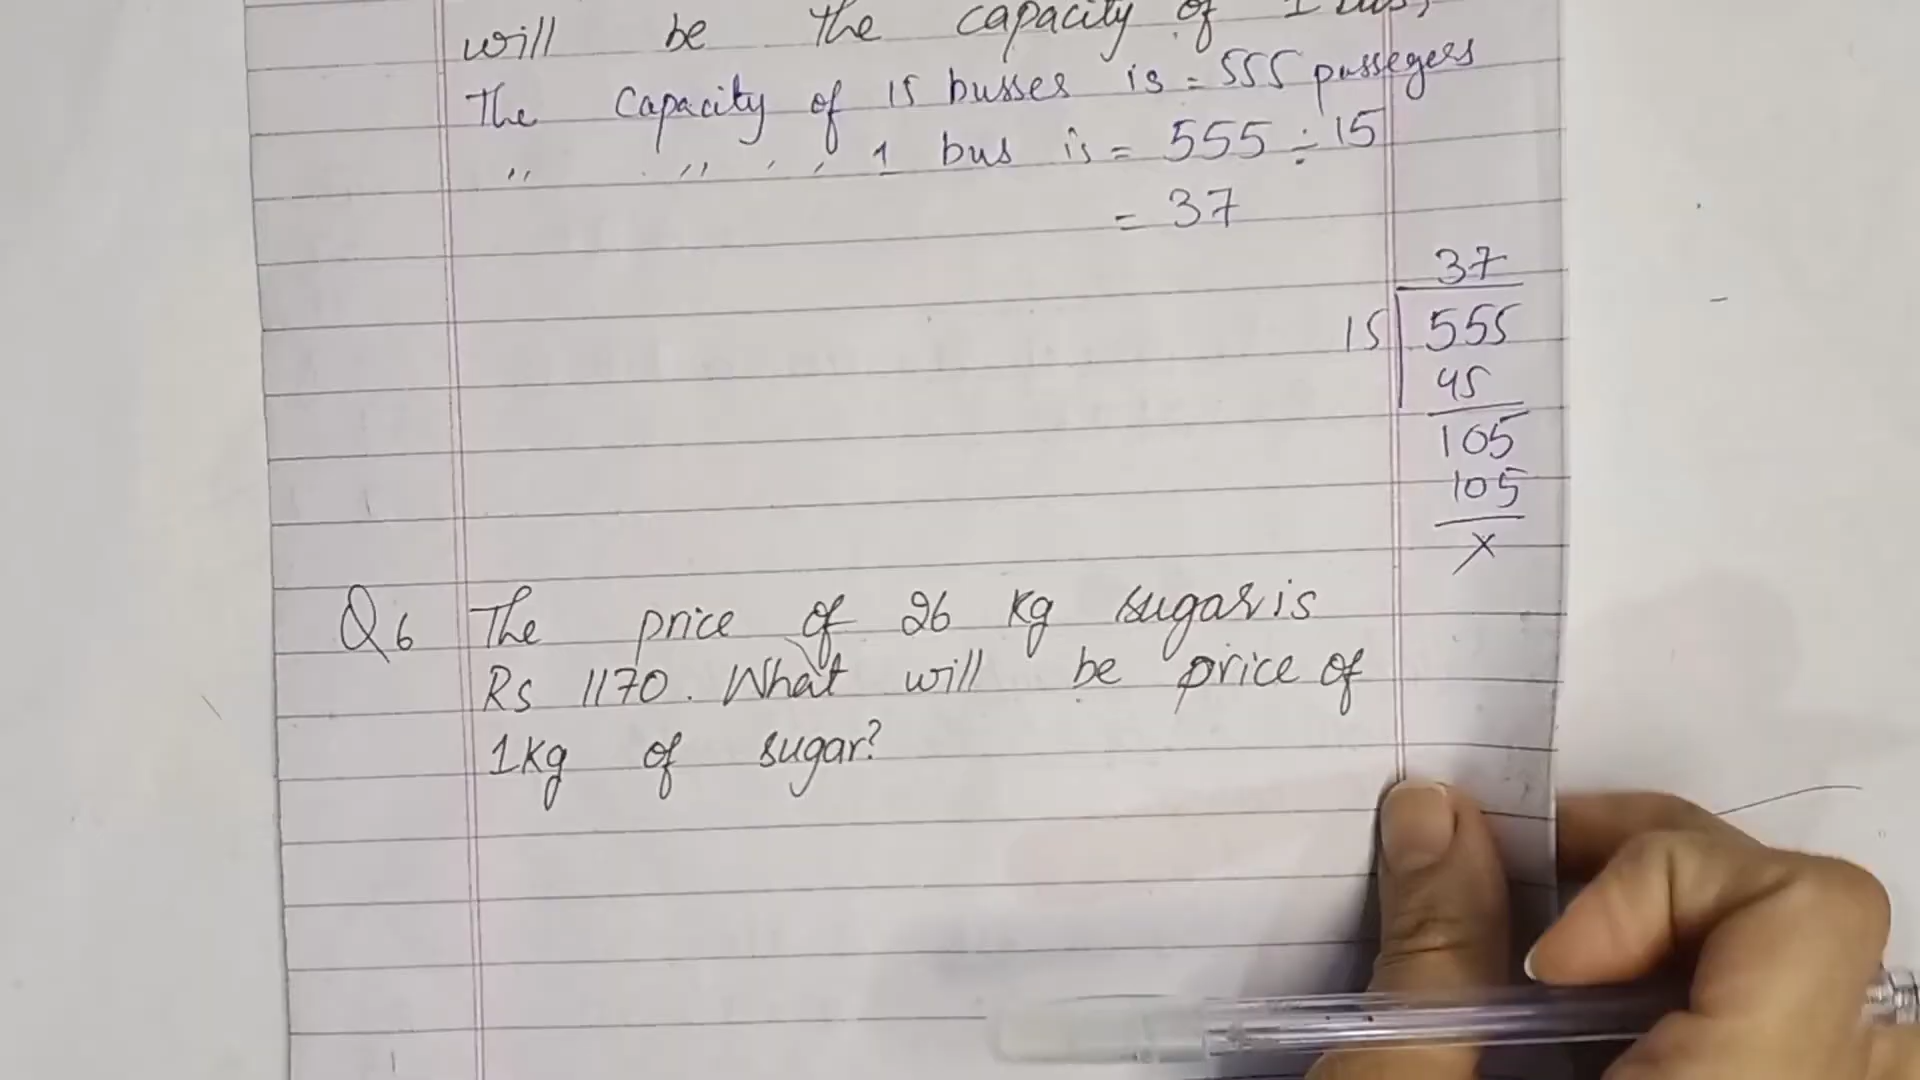 will be the capacity of 1 bus,
The Capacity of 15 busses is = 555 passegers
,, ,, , , 1 bus is = 555 ÷ 15
= 37
37
15 555
45
105
105
x
Q6 The price of 26 kg sugar is
Rs 1170. What will be price of
1kg of sugar?